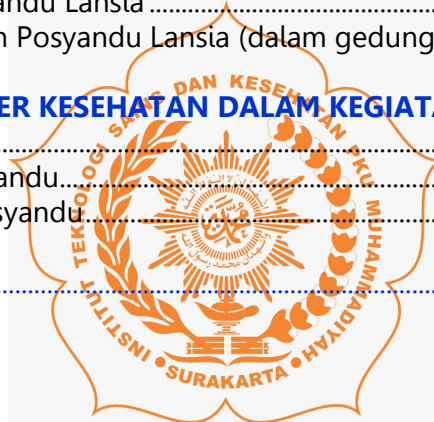 andu Lansia
n Posyandu Lansia (dalam gedung
ER KESEHATAN DALAM KEGIATA
andu
syandu
INSTITUT TEKNOLOGI SAINS DAN KESEHATAN PKU MUHAMMADIYAH
SURAKARTA